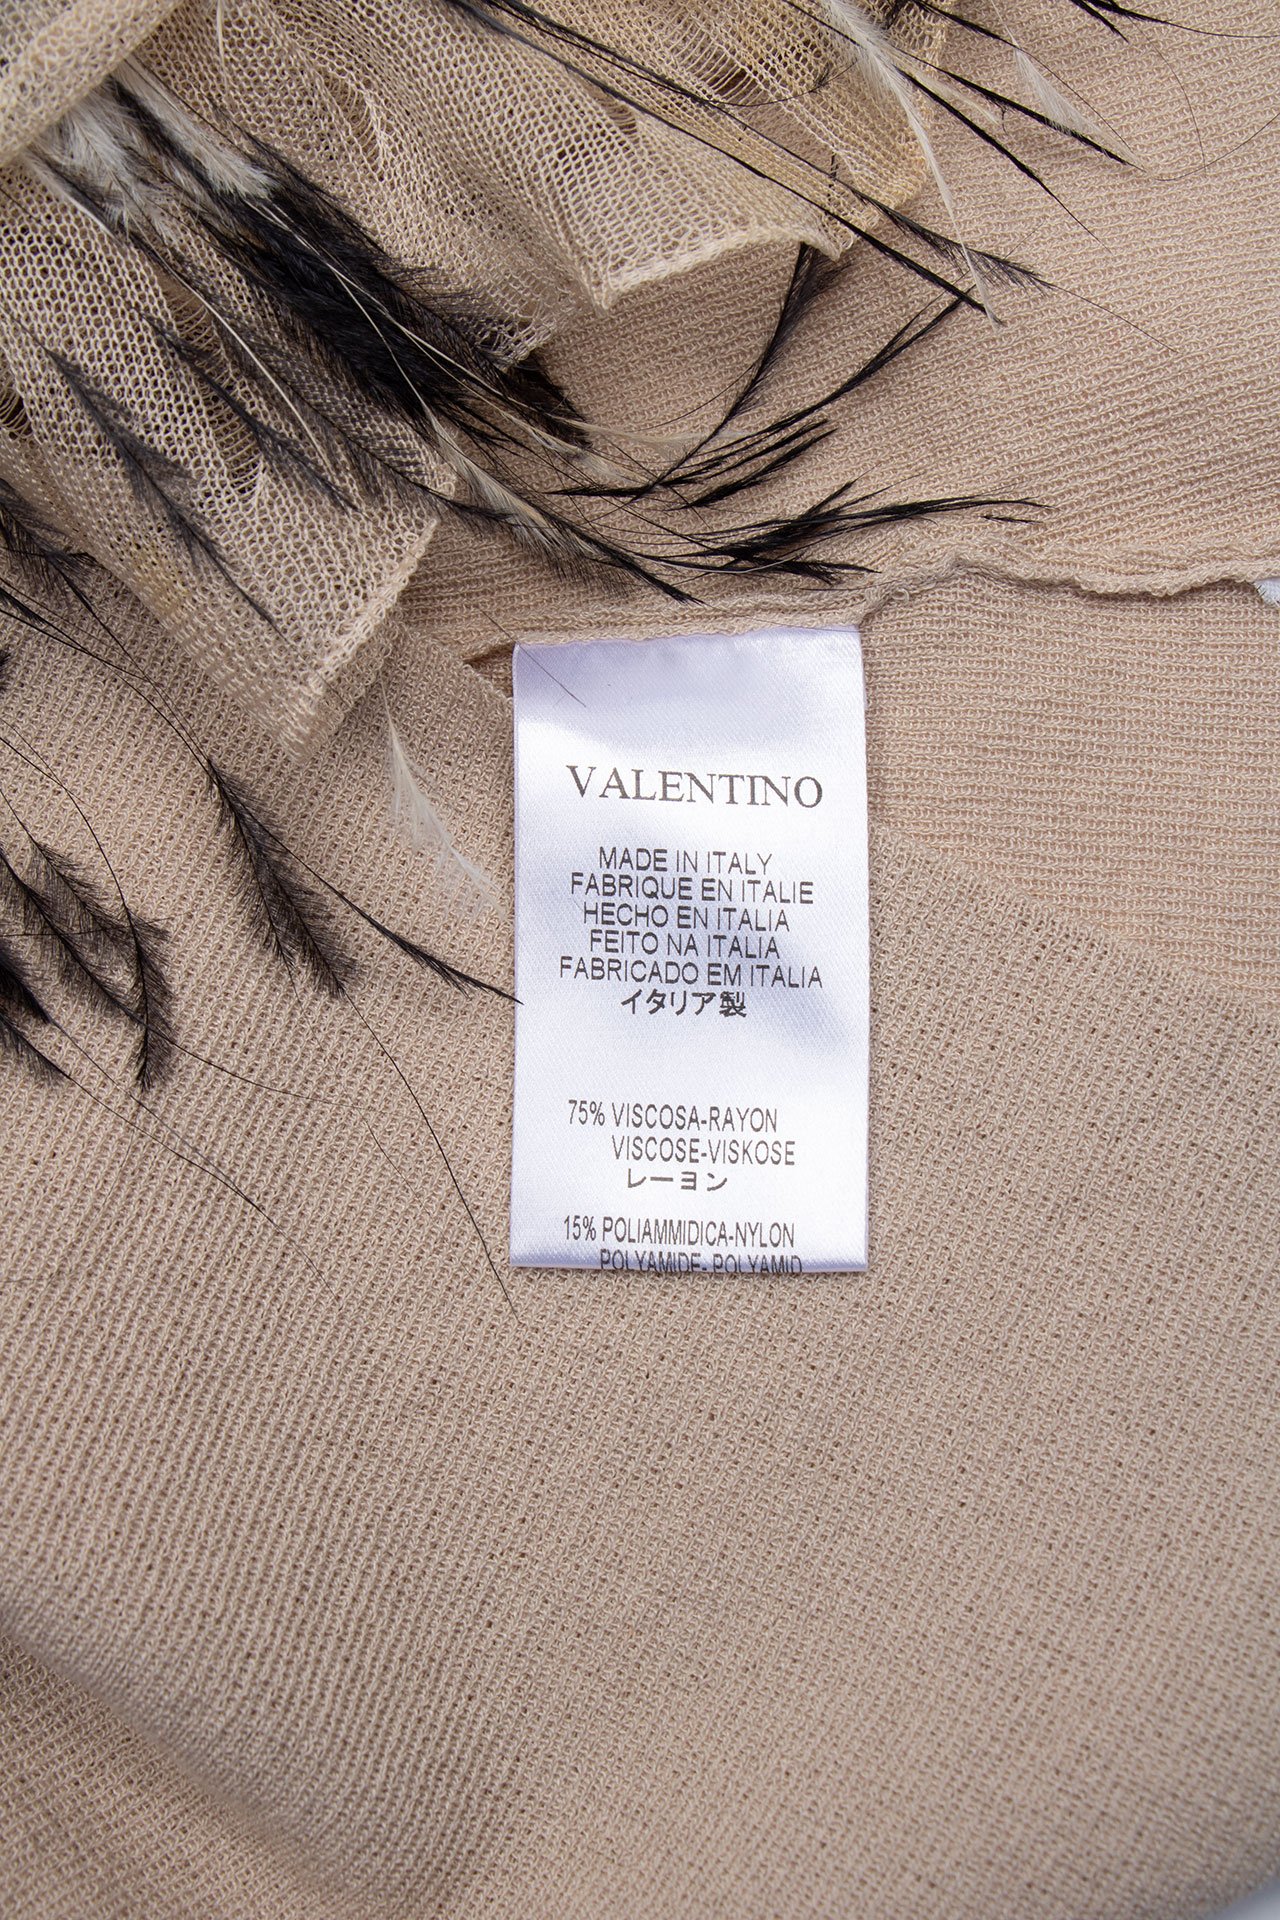 VALENTINO
MADE IN ITALY
FABRIQUE EN ITALIE
HECHO EN ITALIA
FEITO NA ITALIA
FABRICADO EM ITALIA
イタリア製
75% VISCOSA-RAYON
VISCOSE-VISKOSE
レーヨン
15% POLIAMMIDICA-NYLON
POLYAMIDE- POLYAMID